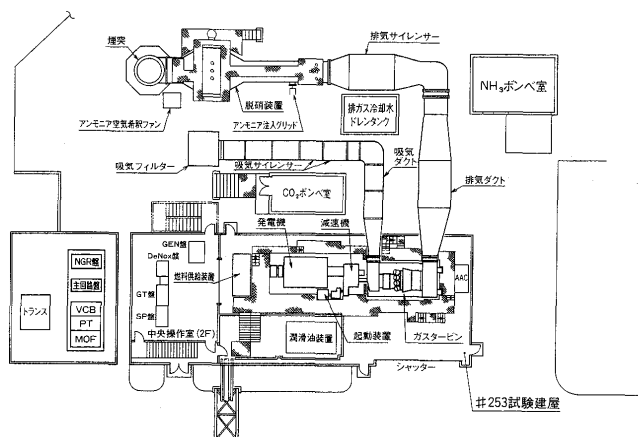 排気サイレンサー
煙突
NH₃ボンベ室
脱硝装置
排ガス冷却水
ドレンタンク
アンモニア空気希釈ファン
アンモニア注入グリッド
吸気
ダクト
吸気フィルター
吸気サイレンサー
排気ダクト
CO₂ボンベ室
発電機
減速機
GEN盤
DeNox盤
NGR盤
燃料供給装置
AAC
主回路盤
トランス
GT盤
VCB
PT
SP盤
MOF
中央操作室(2F)
潤滑油装置
起動装置
ガスタービン
シャッター
#253試験建屋